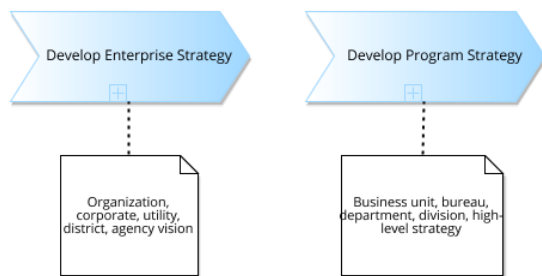 Develop Enterprise Strategy
Develop Program Strategy
Organization,
corporate, utility,
district, agency vision
Business unit, bureau,
department, division, high-
level strategy